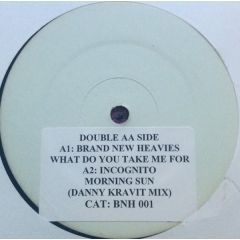 DOUBLE AA SIDE
A1: BRAND NEW HEAVIES
WHAT DO YOU TAKE ME FOR
A2: INCOGNITO
MORNING SUN
(DANNY KRAVIT MIX)
CAT: BNH 001